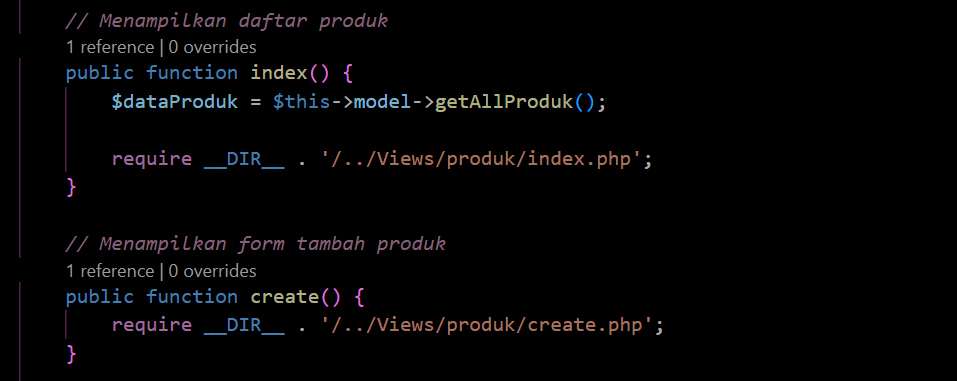 // Menampilkan daftar produk
1 reference | 0 overrides
public function index() {
$dataProduk = $this->model->getAllProduk();
require __DIR__ . '/../Views/produk/index.php';
}
// Menampilkan form tambah produk
1 reference | 0 overrides
public function create() {
require __DIR__ . '/../Views/produk/create.php';
}